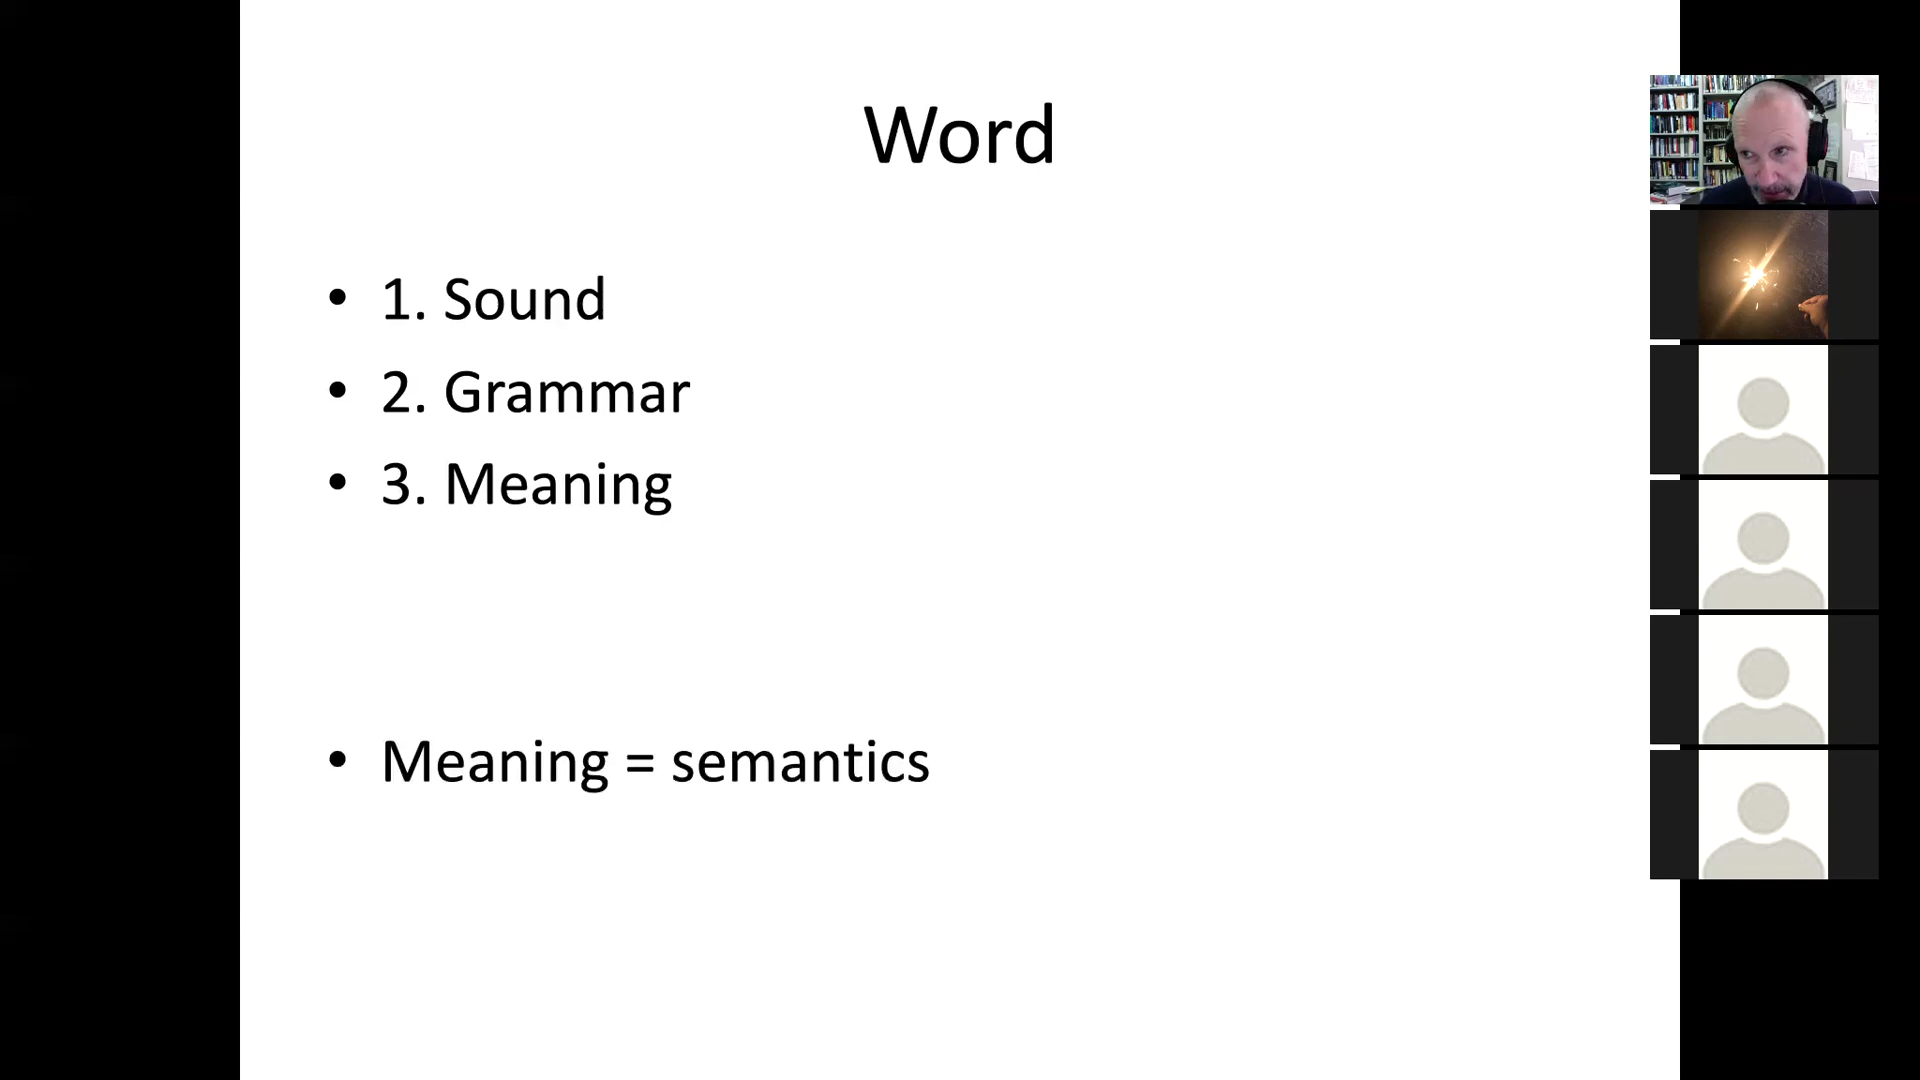 Word
• 1. Sound
• 2. Grammar
• 3. Meaning
• Meaning = semantics